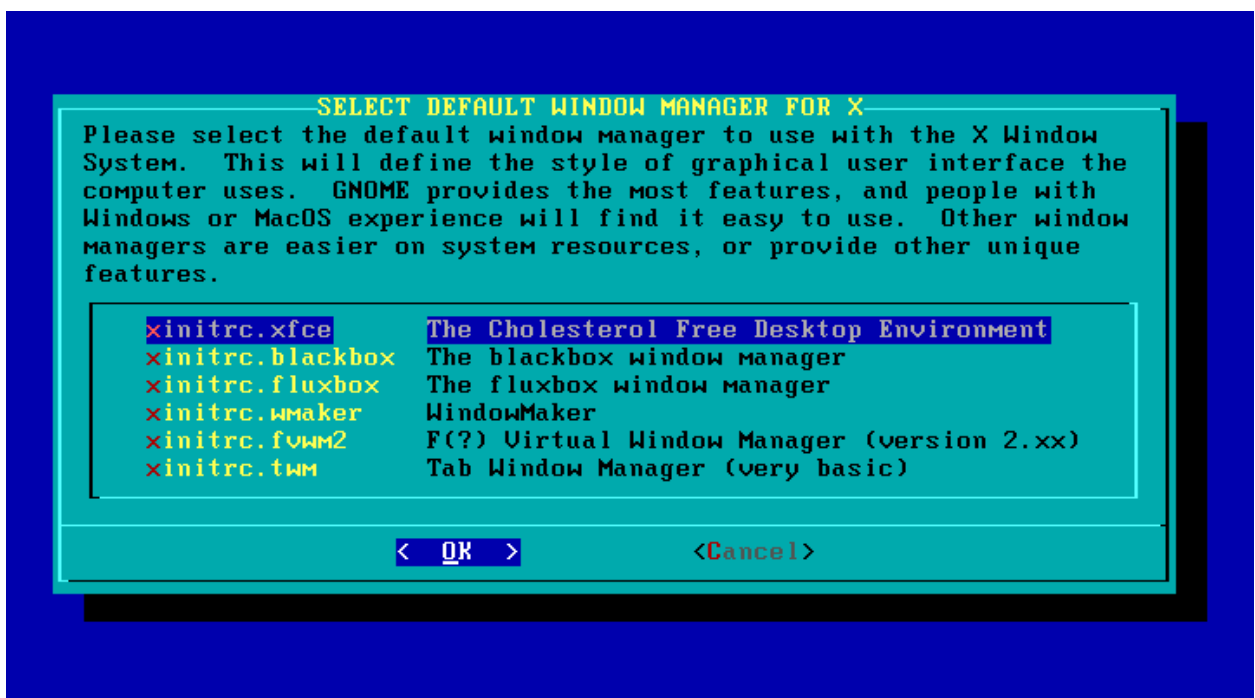 SELECT DEFAULT WINDOW MANAGER FOR X
Please select the default window manager to use with the X Window
System.  This will define the style of graphical user interface the
computer uses.  GNOME provides the most features, and people with
Windows or MacOS experience will find it easy to use.  Other window
managers are easier on system resources, or provide other unique
features.
xinitrc.xfce The Cholesterol Free Desktop Environment
xinitrc.blackbox The blackbox window manager
xinitrc.fluxbox The fluxbox window manager
xinitrc.wmaker WindowMaker
xinitrc.fvwm2 F(?) Virtual Window Manager (version 2.xx)
xinitrc.twm Tab Window Manager (very basic)
< OK > <Cancel>